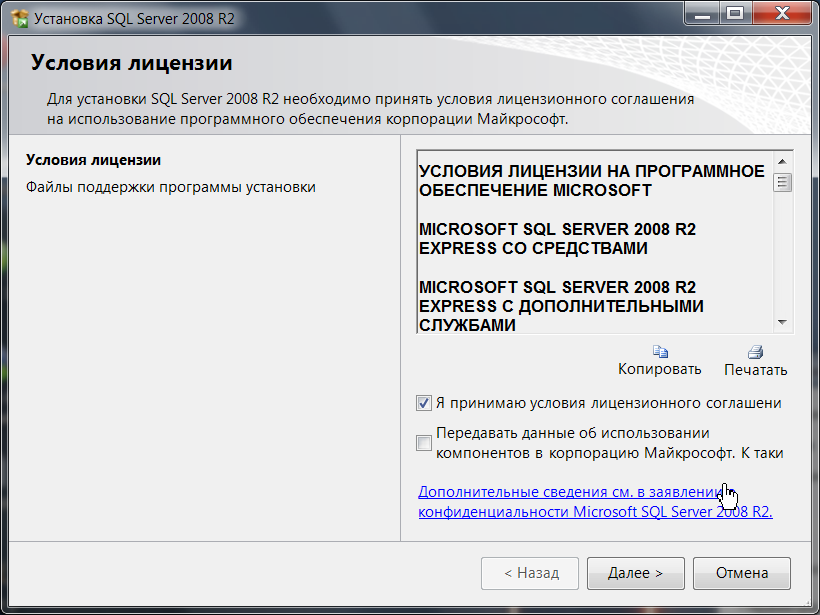 Установка SQL Server 2008 R2
Условия лицензии
Для установки SQL Server 2008 R2 необходимо принять условия лицензионного соглашения
на использование программного обеспечения корпорации Майкрософт.
Условия лицензии
Файлы поддержки программы установки
УСЛОВИЯ ЛИЦЕНЗИИ НА ПРОГРАММНОЕ
ОБЕСПЕЧЕНИЕ MICROSOFT
MICROSOFT SQL SERVER 2008 R2
EXPRESS СО СРЕДСТВАМИ
MICROSOFT SQL SERVER 2008 R2
EXPRESS С ДОПОЛНИТЕЛЬНЫМИ
СЛУЖБАМИ
Копировать
Печатать
Я принимаю условия лицензионного соглашени
Передавать данные об использовании
компонентов в корпорацию Майкрософт. К таки
Дополнительные сведения см. в заявлении
конфиденциальности Microsoft SQL Server 2008 R2.
< Назад
Далее >
Отмена